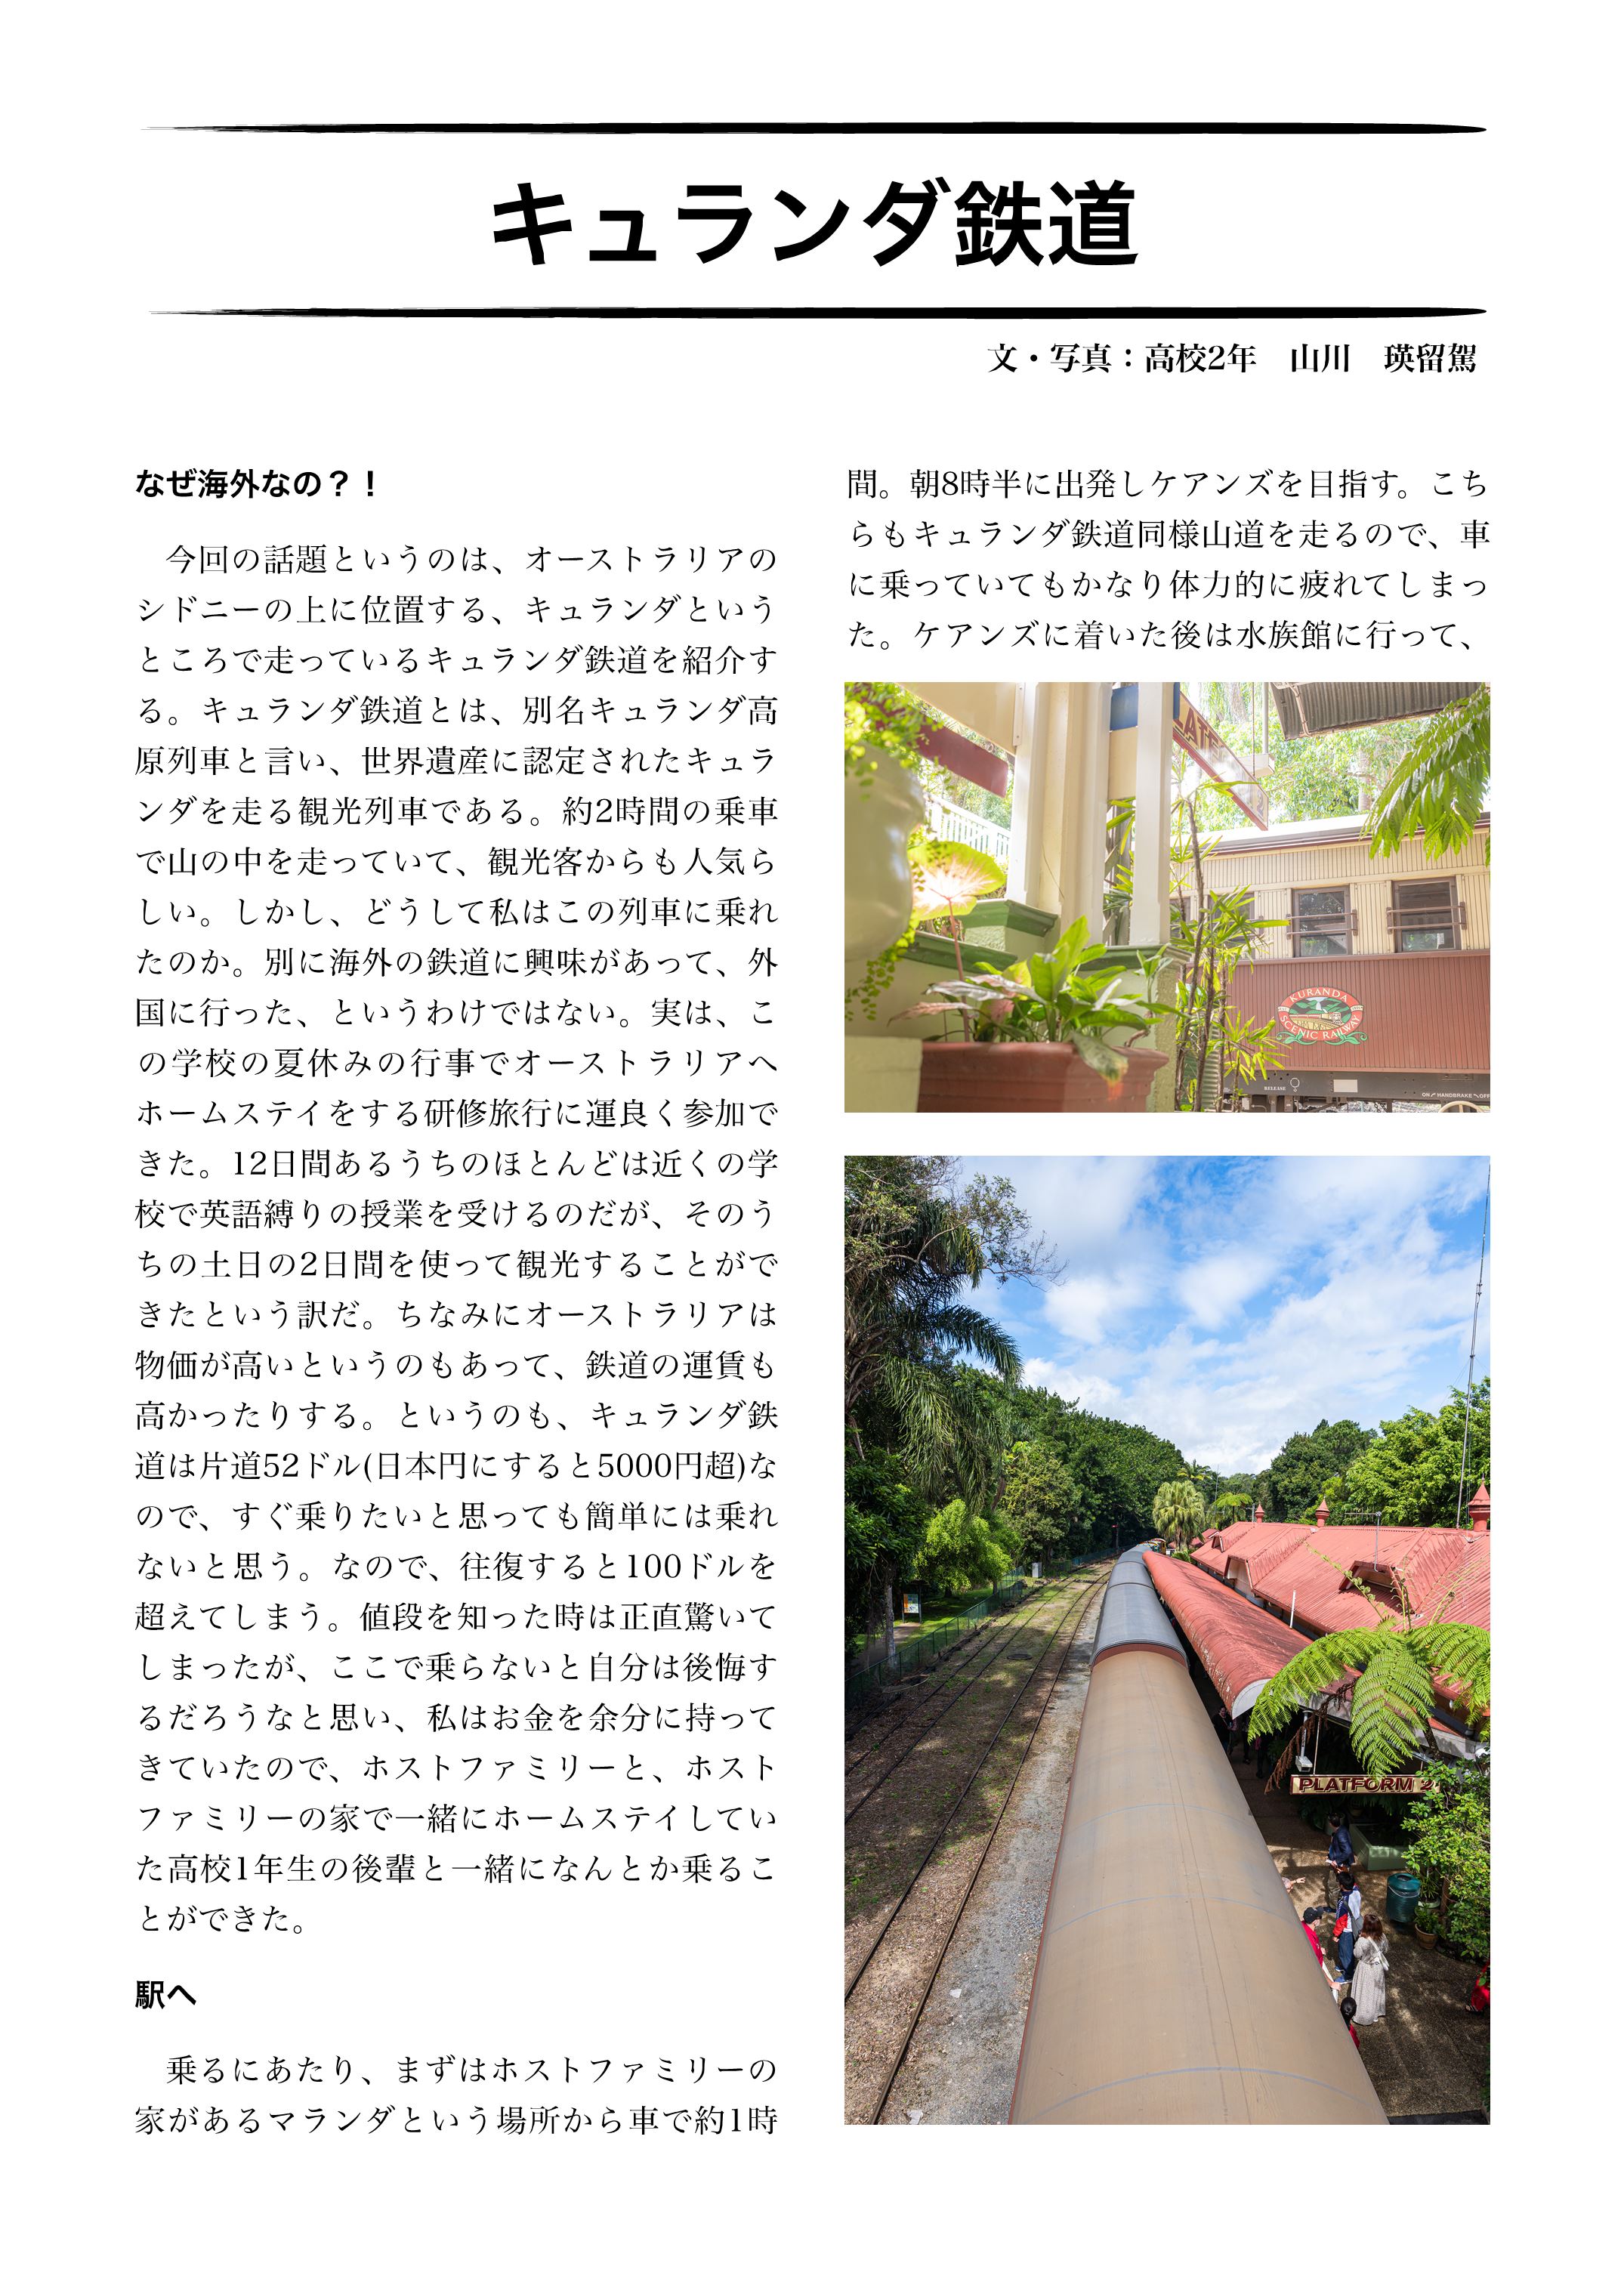 キュランダ鉄道
文・写真：高校2年　山川　瑛留駕
なぜ海外なの？！
今回の話題というのは、オーストラリアの
シドニーの上に位置する、キュランダという
ところで走っているキュランダ鉄道を紹介す
る。キュランダ鉄道とは、別名キュランダ高
原列車と言い、世界遺産に認定されたキュラ
ンダを走る観光列車である。約2時間の乗車
で山の中を走っていて、観光客からも人気ら
しい。しかし、どうして私はこの列車に乗れ
たのか。別に海外の鉄道に興味があって、外
国に行った、というわけではない。実は、こ
の学校の夏休みの行事でオーストラリアへ
ホームステイをする研修旅行に運良く参加で
きた。12日間あるうちのほとんどは近くの学
校で英語縛りの授業を受けるのだが、そのう
ちの土日の2日間を使って観光することがで
きたという訳だ。ちなみにオーストラリアは
物価が高いというのもあって、鉄道の運賃も
高かったりする。というのも、キュランダ鉄
道は片道52ドル(日本円にすると5000円超)な
ので、すぐ乗りたいと思っても簡単には乗れ
ないと思う。なので、往復すると100ドルを
超えてしまう。値段を知った時は正直驚いて
しまったが、ここで乗らないと自分は後悔す
るだろうなと思い、私はお金を余分に持って
きていたので、ホストファミリーと、ホスト
ファミリーの家で一緒にホームステイしてい
た高校1年生の後輩と一緒になんとか乗るこ
とができた。
駅へ
乗るにあたり、まずはホストファミリーの
家があるマランダという場所から車で約1時
間。朝8時半に出発しケアンズを目指す。こち
らもキュランダ鉄道同様山道を走るので、車
に乗っていてもかなり体力的に疲れてしまっ
た。ケアンズに着いた後は水族館に行って、
KURANDA
SCENIC RAILWAY
RELEASE
ON HANDBRAKE OFF
PLATFORM 2